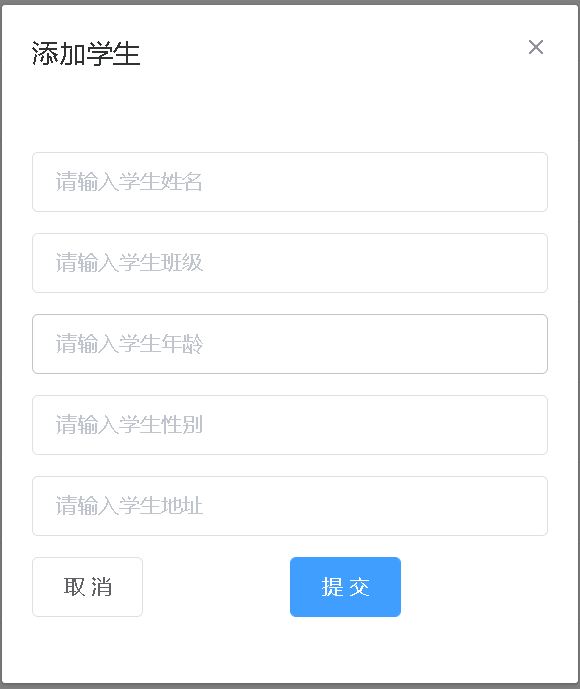 添加学生
请输入学生姓名
请输入学生班级
请输入学生年龄
请输入学生性别
请输入学生地址
取 消 提 交